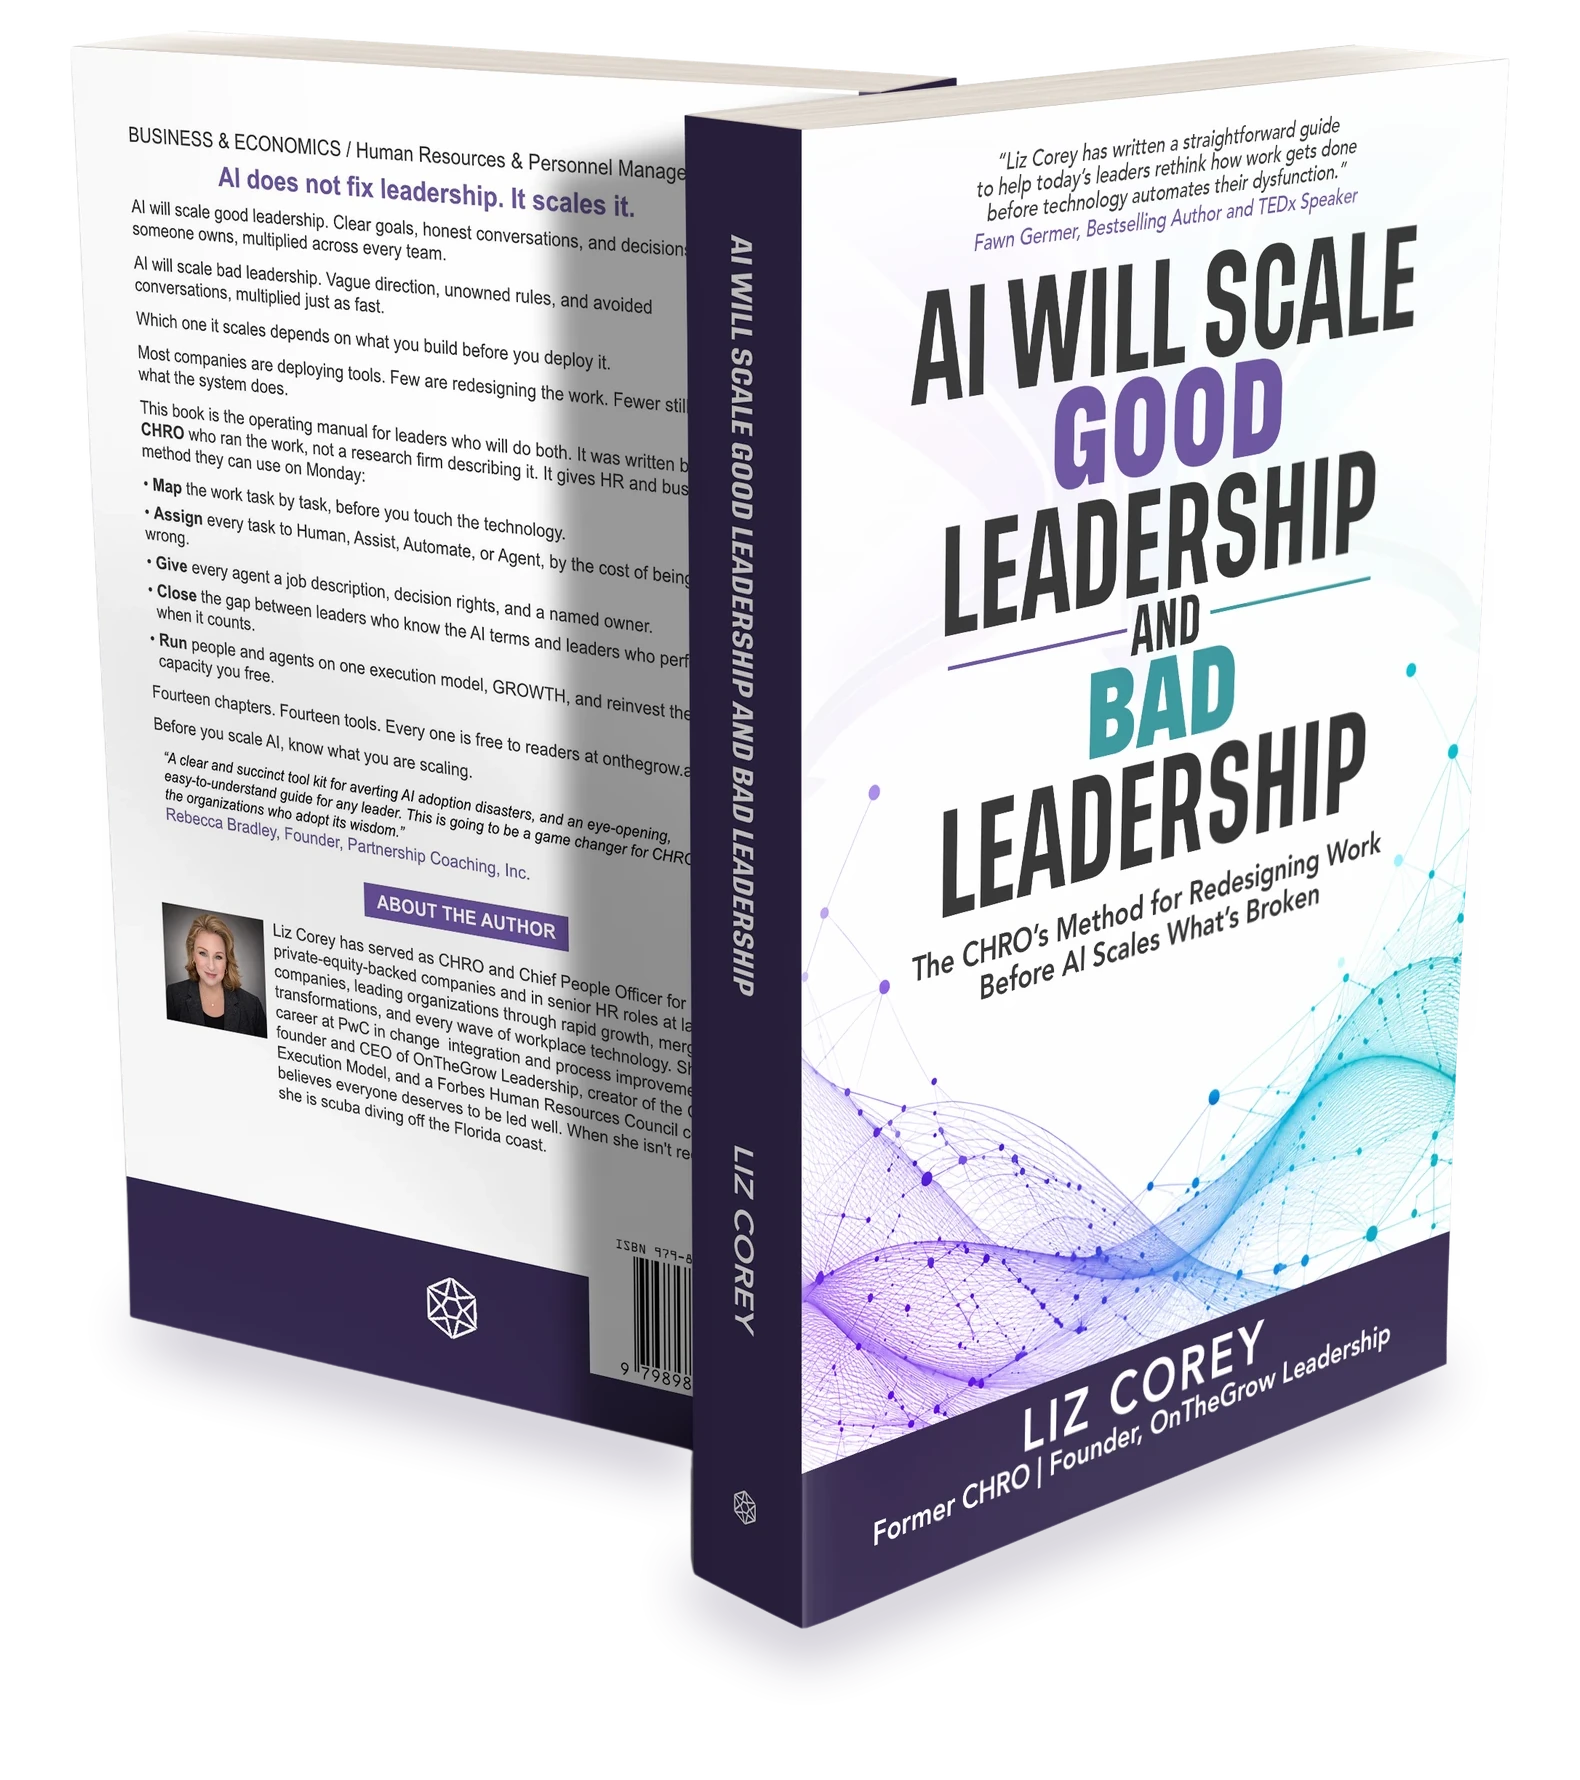 BUSINESS & ECONOMICS / Human Resources & Personnel
AI does not fix leadership. It scales it.
AI will scale good leadership. Clear goals, honest conversations, and decisions
someone owns, multiplied across every team.
AI will scale bad leadership. Vague direction, unowned rules, and avoided
conversations, multiplied just as fast.
Which one it scales depends on what you build before you deploy it.
Most companies are deploying tools. Few are redesigning the work. Fewer still
what the system does.
This book is the operating manual for leaders who will do both. It was written
CHRO who ran the work, not a research firm describing it. It gives HR and
method they can use on Monday:
• Map the work task by task, before you touch the technology.
• Assign every task to Human, Assist, Automate, or Agent, by the cost of being
wrong.
• Give every agent a job description, decision rights, and a named owner.
• Close the gap between leaders who know the AI terms and leaders who
when it counts.
• Run people and agents on one execution model, GROWTH, and reinvest the
capacity you free.
Fourteen chapters. Fourteen tools. Every one is free to readers at onthegrow.a
Before you scale AI, know what you are scaling.
“A clear and succinct tool kit for averting AI adoption disasters, and an eye-opening,
easy-to-understand guide for any leader. This is going to be a game changer for CHRO
the organizations who adopt its wisdom.”
Rebecca Bradley, Founder, Partnership Coaching, Inc.
ABOUT THE AUTHOR
Liz Corey has served as CHRO and Chief People Officer for
private-equity-backed companies and in senior HR roles at
companies, leading organizations through rapid growth,
transformations, and every wave of workplace technology.
career at PwC in change integration and process
founder and CEO of OnTheGrow Leadership, creator of the
Execution Model, and a Forbes Human Resources Council
believes everyone deserves to be led well. When she isn't
she is scuba diving off the Florida coast.
ISBN 979-8
9 79898
AI WILL SCALE GOOD LEADERSHIP AND BAD LEADERSHIP
LIZ COREY
“Liz Corey has written a straightforward guide
to help today’s leaders rethink how work gets done
before technology automates their dysfunction.”
Fawn Germer, Bestselling Author and TEDx Speaker
AI WILL SCALE
GOOD
LEADERSHIP
AND
BAD
LEADERSHIP
The CHRO’s Method for Redesigning Work
Before AI Scales What’s Broken
LIZ COREY
Former CHRO | Founder, OnTheGrow Leadership